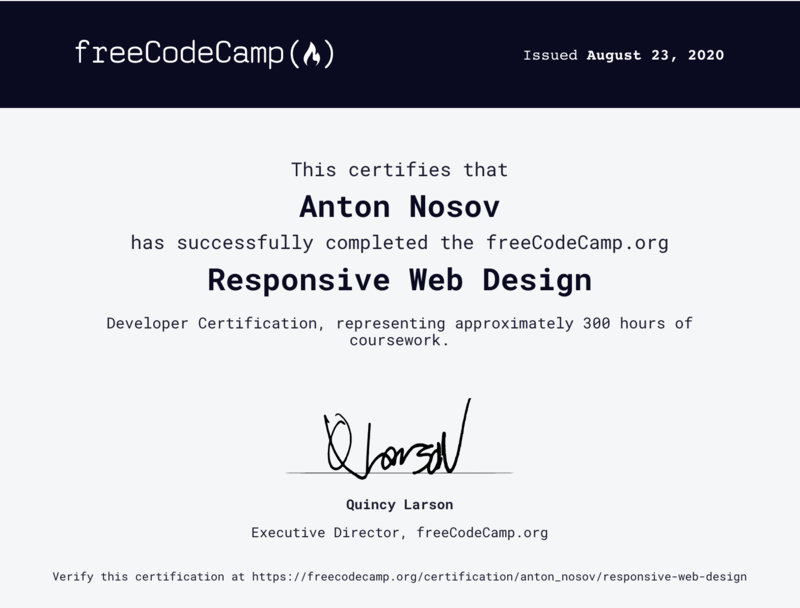 freeCodeCamp(🔥)
Issued August 23, 2020
This certifies that
Anton Nosov
has successfully completed the freeCodeCamp.org
Responsive Web Design
Developer Certification, representing approximately 300 hours of
coursework.
Q Larson
Quincy Larson
Executive Director, freeCodeCamp.org
Verify this certification at https://freecodecamp.org/certification/anton_nosov/responsive-web-design